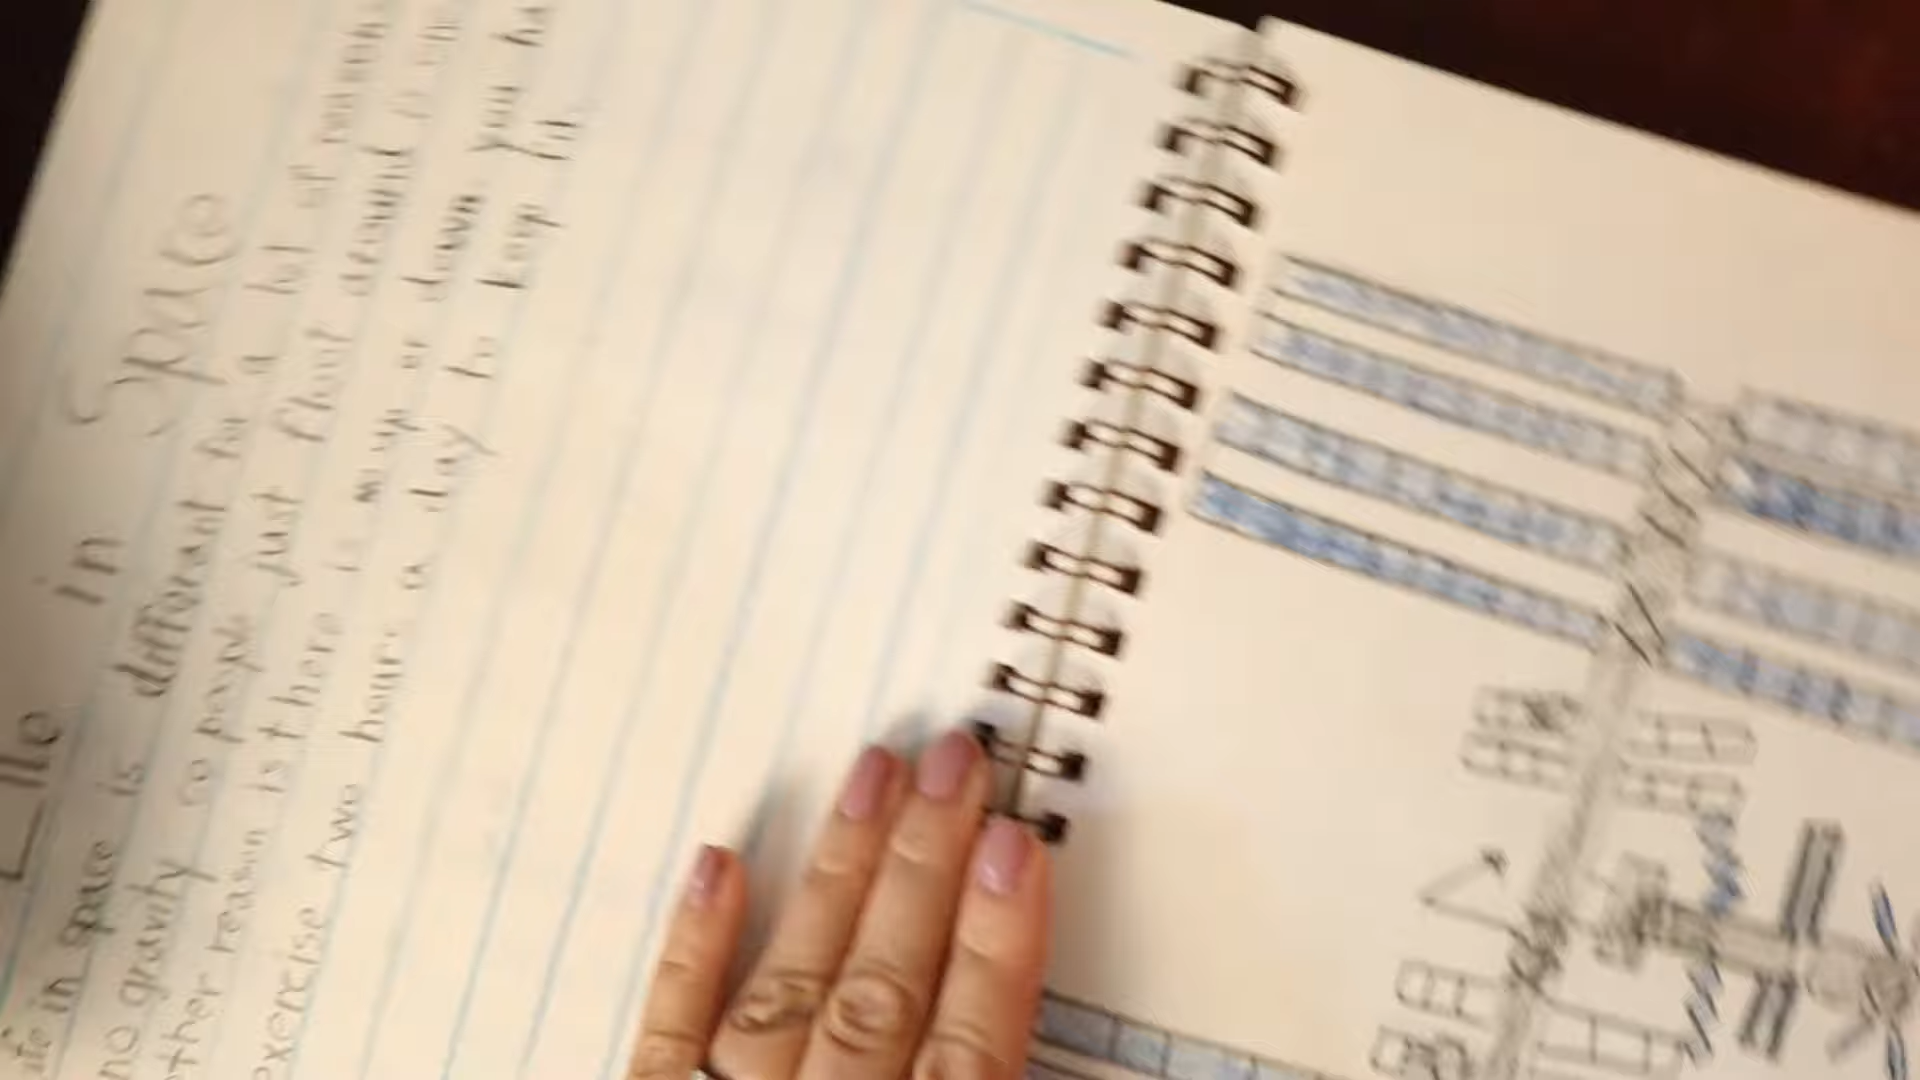 Life in Space
life in space is different for a lot of reasons.
no gravity so people just float around
other reason is there is no up or down you ha
exercise two hours a day to keep fit.